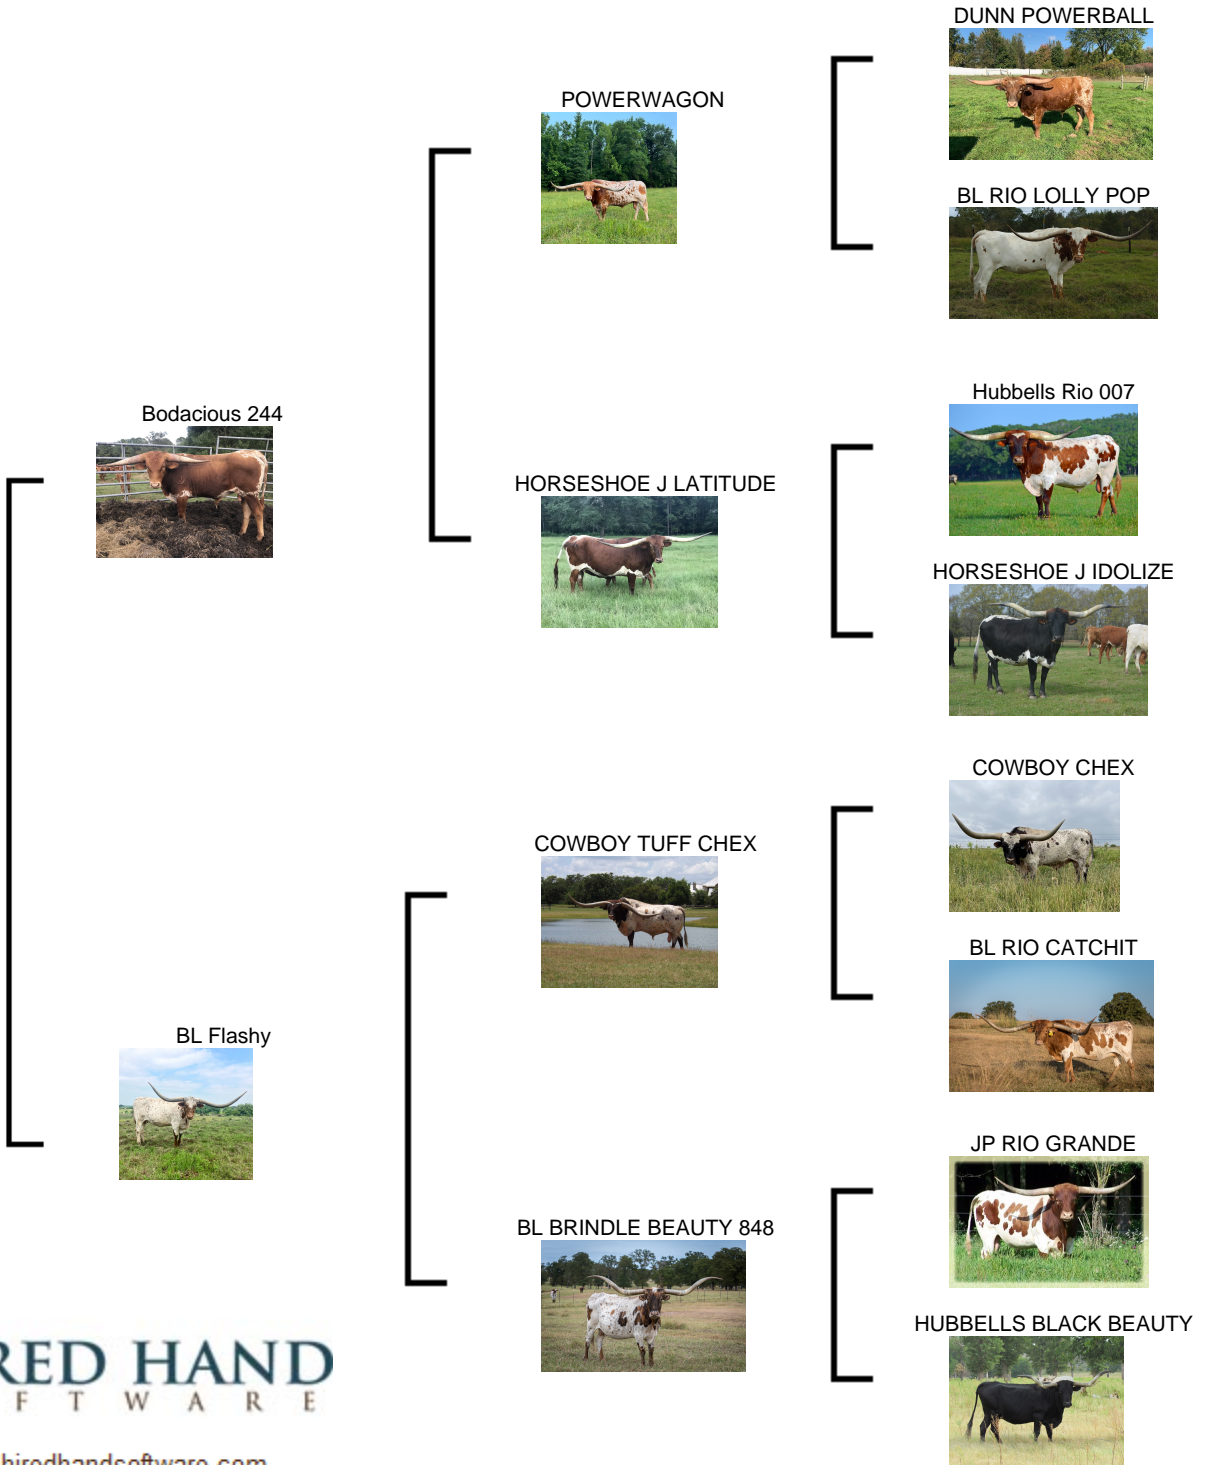 DUNN POWERBALL
POWERWAGON
BL RIO LOLLY POP
Hubbells Rio 007
Bodacious 244
HORSESHOE J LATITUDE
HORSESHOE J IDOLIZE
COWBOY CHEX
COWBOY TUFF CHEX
BL RIO CATCHIT
BL Flashy
JP RIO GRANDE
BL BRINDLE BEAUTY 848
HUBBELLS BLACK BEAUTY
RED HAND
F T W A R E
hiredhandsoftware.com